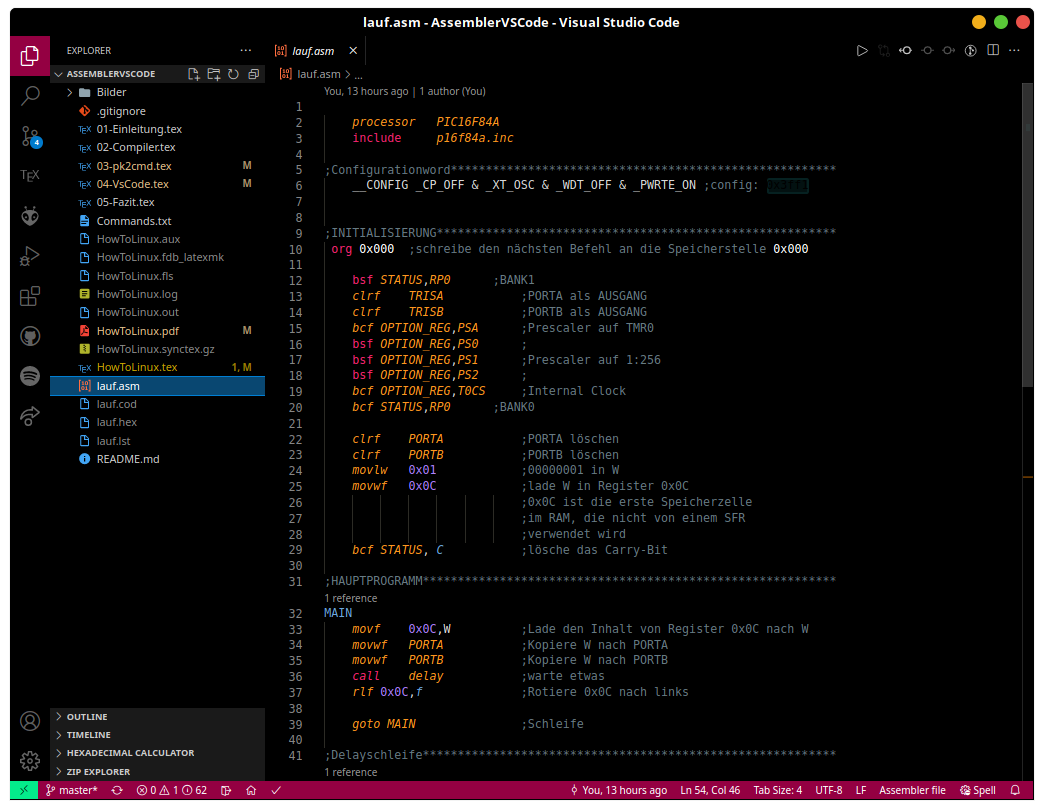 lauf.asm - AssemblerVSCode - Visual Studio Code
EXPLORER
ASSEMBLERVSCODE
Bilder
.gitignore
TEX 01-Einleitung.tex
TEX 02-Compiler.tex
TEX 03-pk2cmd.tex M
TEX 04-VsCode.tex M
TEX 05-Fazit.tex
Commands.txt
HowToLinux.aux
HowToLinux.fdb_latexmk
HowToLinux.fls
HowToLinux.log
HowToLinux.out
HowToLinux.pdf M
HowToLinux.synctex.gz
TEX HowToLinux.tex 1, M
lauf.asm
lauf.cod
lauf.hex
lauf.lst
README.md
OUTLINE
TIMELINE
HEXADECIMAL CALCULATOR
ZIP EXPLORER
4
TEX
lauf.asm
lauf.asm > ...
You, 13 hours ago | 1 author (You)
1
2 processor PIC16F84A
3 include p16f84a.inc
4
5 ;Configurationword*******************************************************
6 __CONFIG _CP_OFF & _XT_OSC & _WDT_OFF & _PWRTE_ON ;config:
7
8
9 ;INITIALISIERUNG*********************************************************
10 org 0x000 ;schreibe den nächsten Befehl an die Speicherstelle 0x000
11
12 bsf STATUS,RP0 ;BANK1
13 clrf TRISA ;PORTA als AUSGANG
14 clrf TRISB ;PORTB als AUSGANG
15 bcf OPTION_REG,PSA ;Prescaler auf TMR0
16 bsf OPTION_REG,PS0 ;
17 bsf OPTION_REG,PS1 ;Prescaler auf 1:256
18 bsf OPTION_REG,PS2 ;
19 bcf OPTION_REG,T0CS ;Internal Clock
20 bcf STATUS,RP0 ;BANK0
21
22 clrf PORTA ;PORTA löschen
23 clrf PORTB ;PORTB löschen
24 movlw 0x01 ;00000001 in W
25 movwf 0x0C ;lade W in Register 0x0C
26 ;0x0C ist die erste Speicherzelle
27 ;im RAM, die nicht von einem SFR
28 ;verwendet wird
29 bcf STATUS, C ;lösche das Carry-Bit
30
31 ;HAUPTPROGRAMM***********************************************************
1 reference
32 MAIN
33 movf 0x0C,W ;Lade den Inhalt von Register 0x0C nach W
34 movwf PORTA ;Kopiere W nach PORTA
35 movwf PORTB ;Kopiere W nach PORTB
36 call delay ;warte etwas
37 rlf 0x0C,f ;Rotiere 0x0C nach links
38
39 goto MAIN ;Schleife
40
41 ;Delayschleife***********************************************************
1 reference
master* 0 1 62 You, 13 hours ago Ln 54, Col 46 Tab Size: 4 UTF-8 LF Assembler file Spell